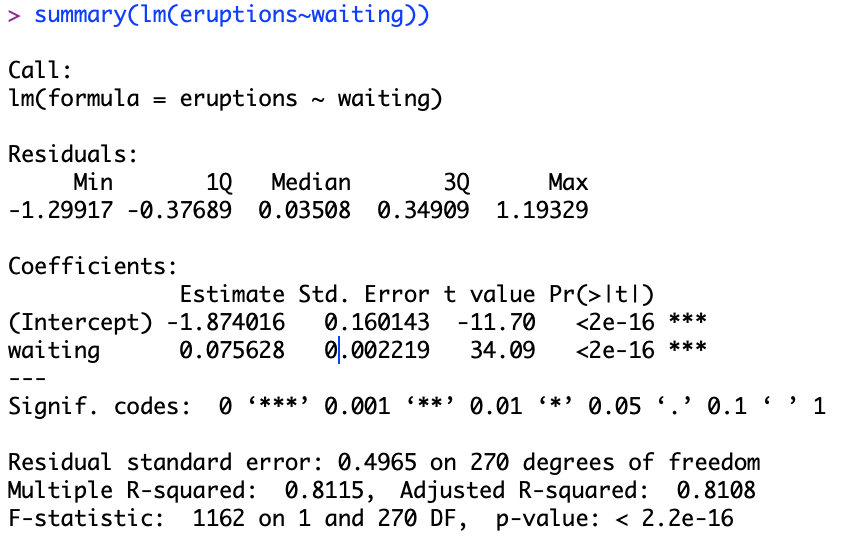 > summary(lm(eruptions~waiting))
Call:
lm(formula = eruptions ~ waiting)
Residuals:
     Min       1Q   Median       3Q      Max
-1.29917 -0.37689  0.03508  0.34909  1.19329
Coefficients:
             Estimate Std. Error t value Pr(>|t|)
(Intercept) -1.874016   0.160143  -11.70   <2e-16 ***
waiting      0.075628   0.002219   34.09   <2e-16 ***
---
Signif. codes:  0 ‘***’ 0.001 ‘**’ 0.01 ‘*’ 0.05 ‘.’ 0.1 ‘ ’ 1
Residual standard error: 0.4965 on 270 degrees of freedom
Multiple R-squared:  0.8115,  Adjusted R-squared:  0.8108
F-statistic:  1162 on 1 and 270 DF,  p-value: < 2.2e-16